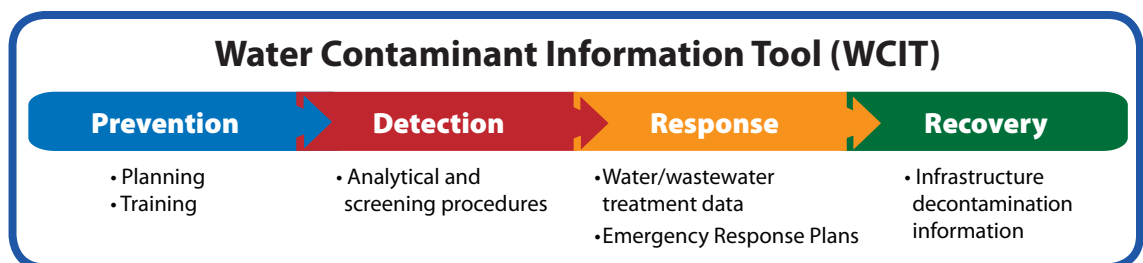 Water Contaminant Information Tool (WCIT)
Prevention
Detection
Response
Recovery
• Planning
• Training
• Analytical and
screening procedures
•Water/wastewater
treatment data
•Emergency Response Plans
• Infrastructure
decontamination
information